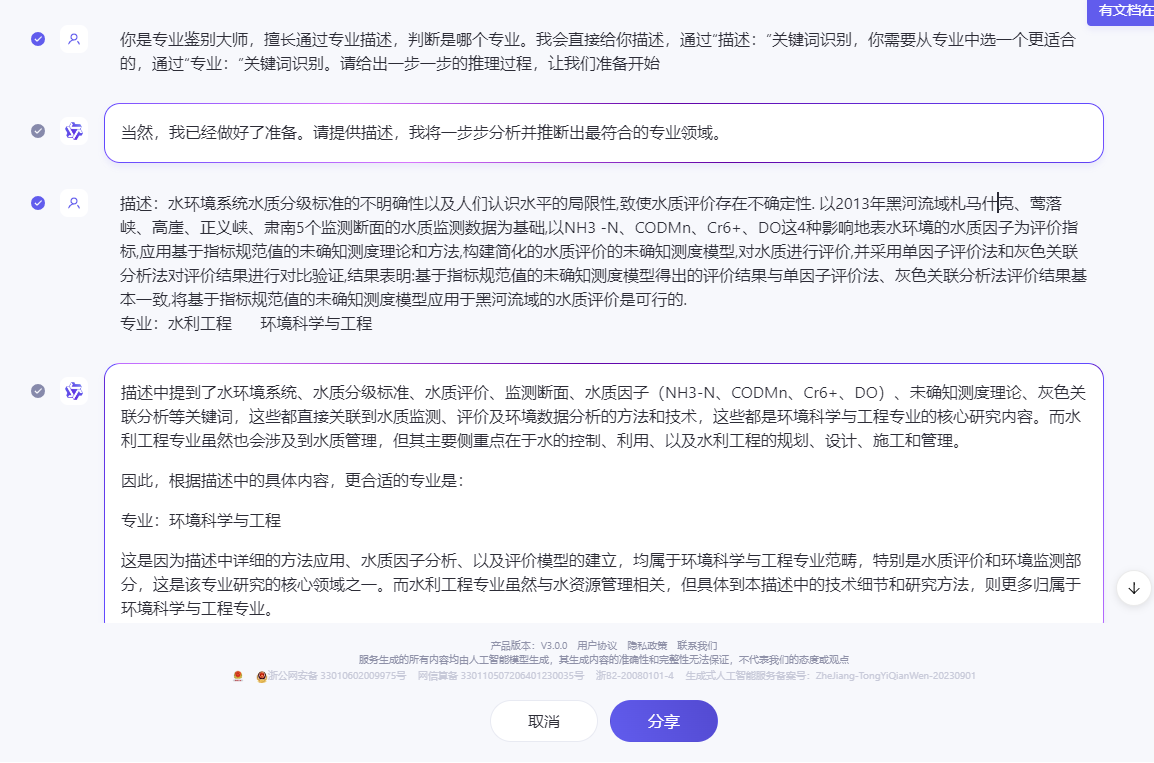 有文档在
你是专业鉴别大师，擅长通过专业描述，判断是哪个专业。我会直接给你描述，通过“描述：”关键词识别，你需要从专业中选一个更适合
的，通过“专业：”关键词识别。请给出一步一步的推理过程，让我们准备开始
当然，我已经做好了准备。请提供描述，我将一步步分析并推断出最符合的专业领域。
描述：水环境系统水质分级标准的不明确性以及人们认识水平的局限性,致使水质评价存在不确定性. 以2013年黑河流域札马什克、莺落
峡、高崖、正义峡、肃南5个监测断面的水质监测数据为基础,以NH3 -N、CODMn、Cr6+、DO这4种影响地表水环境的水质因子为评价指
标,应用基于指标规范值的未确知测度理论和方法,构建简化的水质评价的未确知测度模型,对水质进行评价,并采用单因子评价法和灰色关联
分析法对评价结果进行对比验证,结果表明:基于指标规范值的未确知测度模型得出的评价结果与单因子评价法、灰色关联分析法评价结果基
本一致,将基于指标规范值的未确知测度模型应用于黑河流域的水质评价是可行的.
专业：水利工程 环境科学与工程
描述中提到了水环境系统、水质分级标准、水质评价、监测断面、水质因子（NH3-N、CODMn、Cr6+、DO）、未确知测度理论、灰色关
联分析等关键词，这些都直接关联到水质监测、评价及环境数据分析的方法和技术，这些都是环境科学与工程专业的核心研究内容。而水
利工程专业虽然也会涉及到水质管理，但其主要侧重点在于水的控制、利用、以及水利工程的规划、设计、施工和管理。
因此，根据描述中的具体内容，更合适的专业是：
专业：环境科学与工程
这是因为描述中详细的方法应用、水质因子分析、以及评价模型的建立，均属于环境科学与工程专业范畴，特别是水质评价和环境监测部
分，这是该专业研究的核心领域之一。而水利工程专业虽然与水资源管理相关，但具体到本描述中的技术细节和研究方法，则更多归属于
环境科学与工程专业。
产品版本：V3.0.0 用户协议 隐私政策 联系我们
服务生成的所有内容均由人工智能模型生成，其生成内容的准确性和完整性无法保证，不代表我们的态度或观点
浙公网安备 33010602009975号 网信算备 330110507206401230035号 浙B2-20080101-4 生成式人工智能服务备案号：ZheJiang-TongYiQianWen-20230901
取消 分享